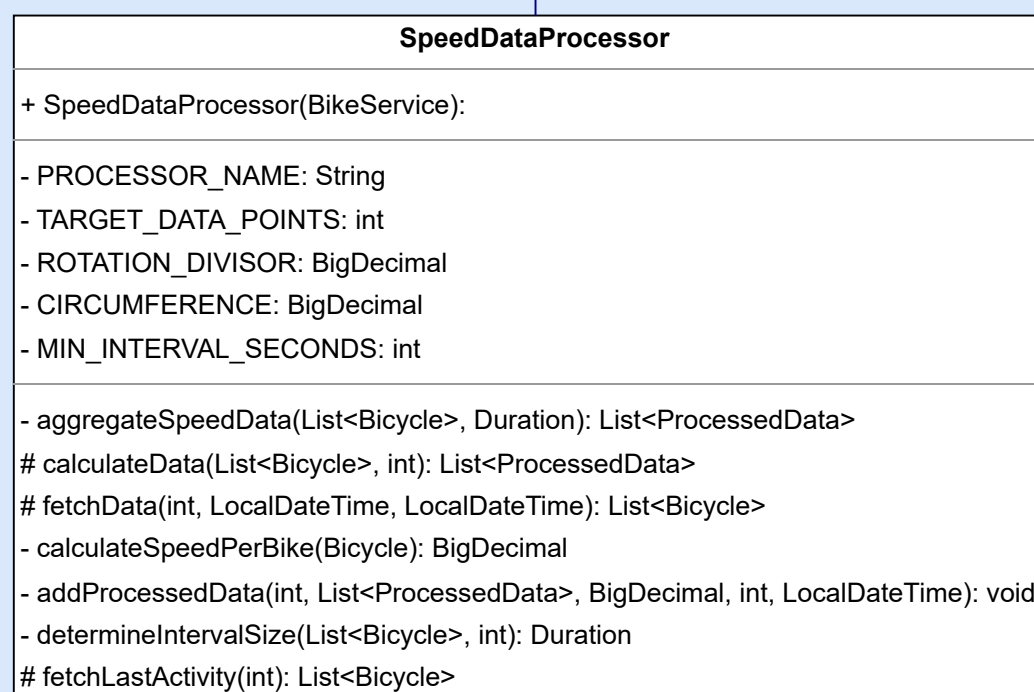 SpeedDataProcessor
+ SpeedDataProcessor(BikeService):
- PROCESSOR_NAME: String
- TARGET_DATA_POINTS: int
- ROTATION_DIVISOR: BigDecimal
- CIRCUMFERENCE: BigDecimal
- MIN_INTERVAL_SECONDS: int
- aggregateSpeedData(List<Bicycle>, Duration): List<ProcessedData>
# calculateData(List<Bicycle>, int): List<ProcessedData>
# fetchData(int, LocalDateTime, LocalDateTime): List<Bicycle>
- calculateSpeedPerBike(Bicycle): BigDecimal
- addProcessedData(int, List<ProcessedData>, BigDecimal, int, LocalDateTime): void
- determineIntervalSize(List<Bicycle>, int): Duration
# fetchLastActivity(int): List<Bicycle>